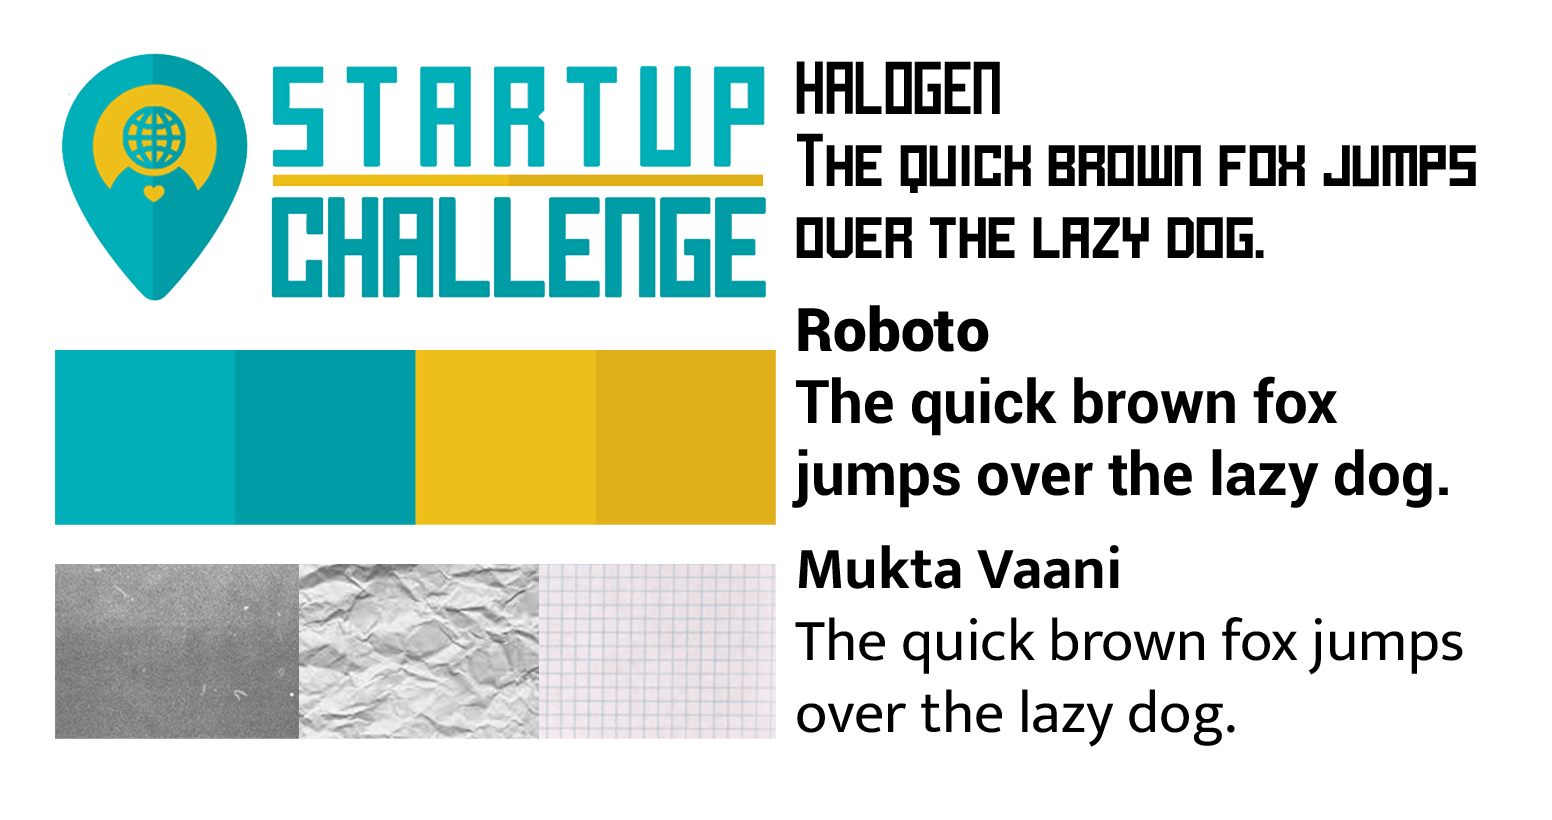 STARTUP
CHALLENGE
HALOGEN
THE QUICK BROWN FOX JUMPS
OVER THE LAZY DOG.
Roboto
The quick brown fox
jumps over the lazy dog.
Mukta Vaani
The quick brown fox jumps
over the lazy dog.